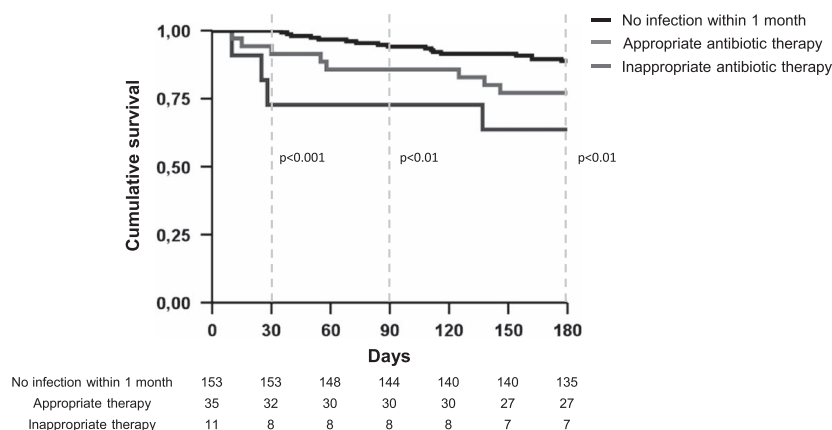 No infection within 1 month
Appropriate antibiotic therapy
Inappropriate antibiotic therapy
Cumulative survival
1,00
0,75
0,50
0,25
0,00
p<0.001
p<0.01
p<0.01
0 30 60 90 120 150 180
Days
No infection within 1 month 153 153 148 144 140 140 135
Appropriate therapy 35 32 30 30 30 27 27
Inappropriate therapy 11 8 8 8 8 7 7